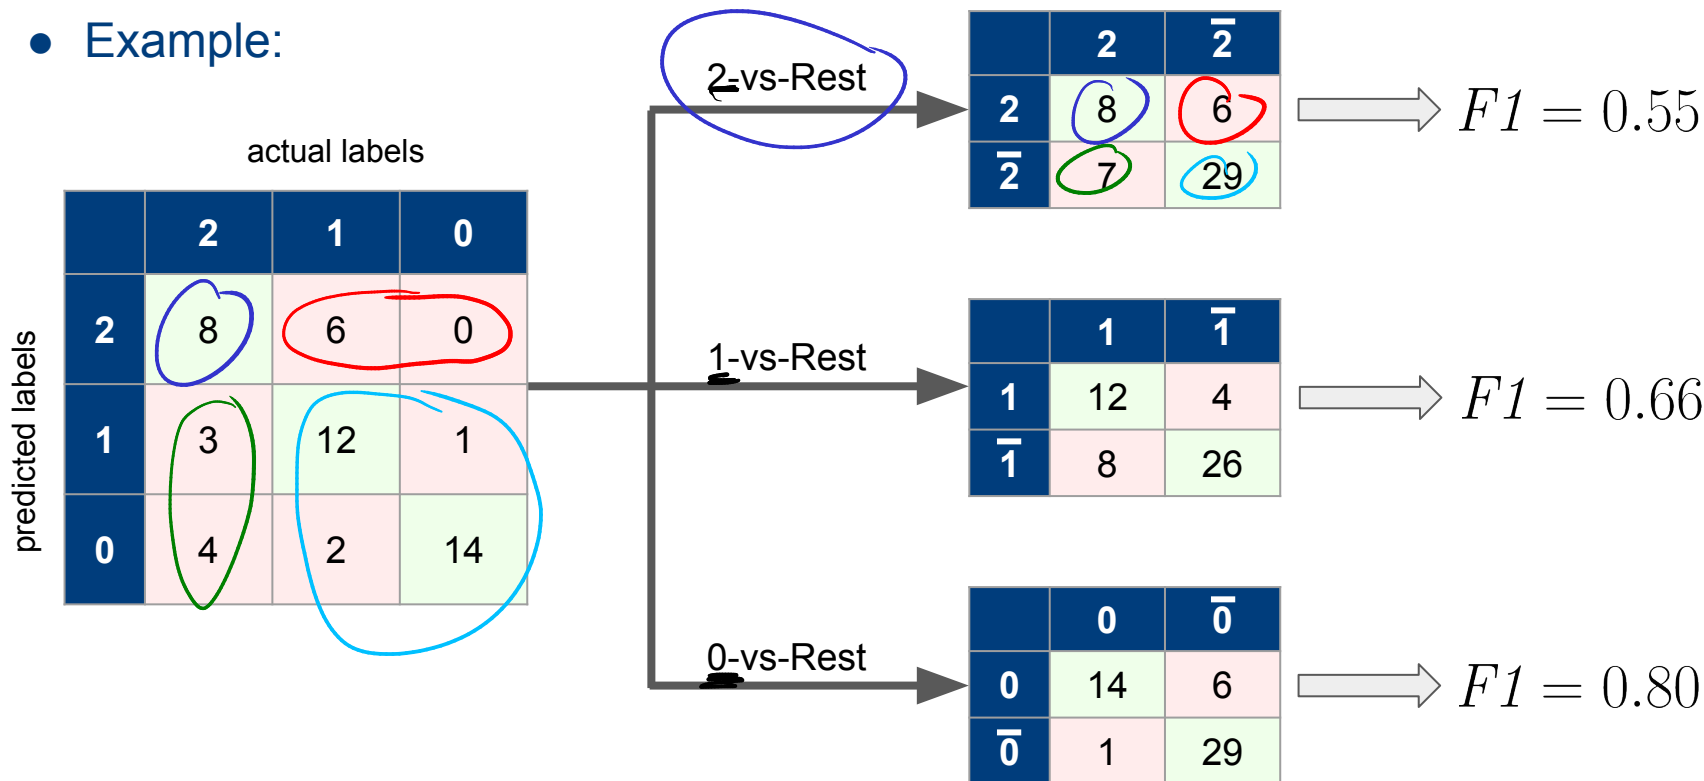 ● Example:
actual labels
predicted labels
2 1 0
2 8 6 0
1 3 12 1
0 4 2 14
2-vs-Rest
2 2̅
2 8 6
2̅ 7 29
F1 = 0.55
1-vs-Rest
1 1̅
1 12 4
1̅ 8 26
F1 = 0.66
0-vs-Rest
0 0̅
0 14 6
0̅ 1 29
F1 = 0.80